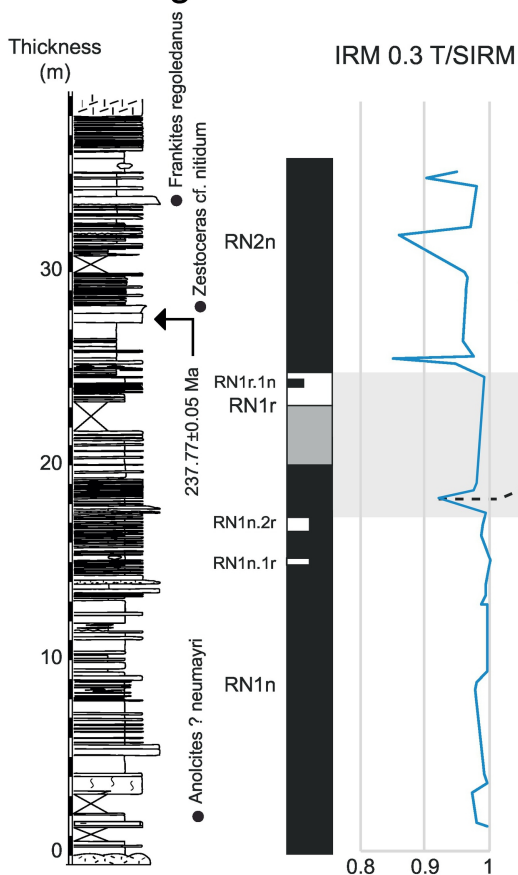 Thickness
(m)
IRM 0.3 T/SIRM
Frankites regoledanus
Zestoceras cf. nitidum
RN2n
30
RN1r.1n
RN1r
237.77±0.05 Ma
20
RN1n.2r
RN1n.1r
10
RN1n
Anolcites ? neumayri
0
0.8 0.9 1